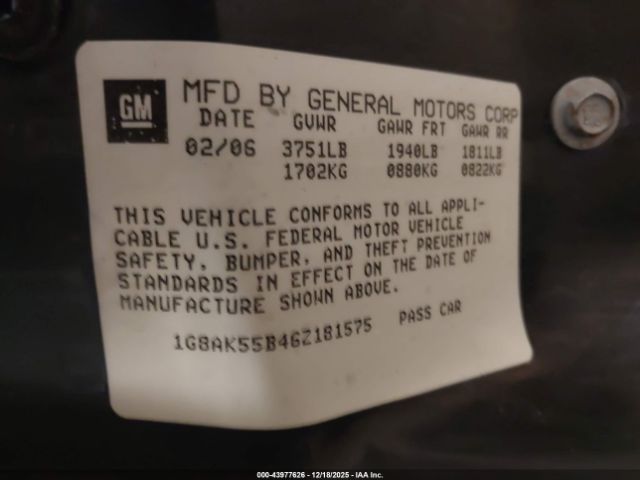 GM
MFD BY GENERAL MOTORS CORP
DATE GVWR GAWR FRT GAWR RR
02/06 3751LB 1940LB 1811LB
1702KG 0880KG 0822KG
THIS VEHICLE CONFORMS TO ALL APPLI-
CABLE U.S. FEDERAL MOTOR VEHICLE
SAFETY, BUMPER, AND THEFT PREVENTION
STANDARDS IN EFFECT ON THE DATE OF
MANUFACTURE SHOWN ABOVE.
1G8AK55B46Z181575 PASS CAR
000-43977626 - 12/18/2025 - IAA Inc.